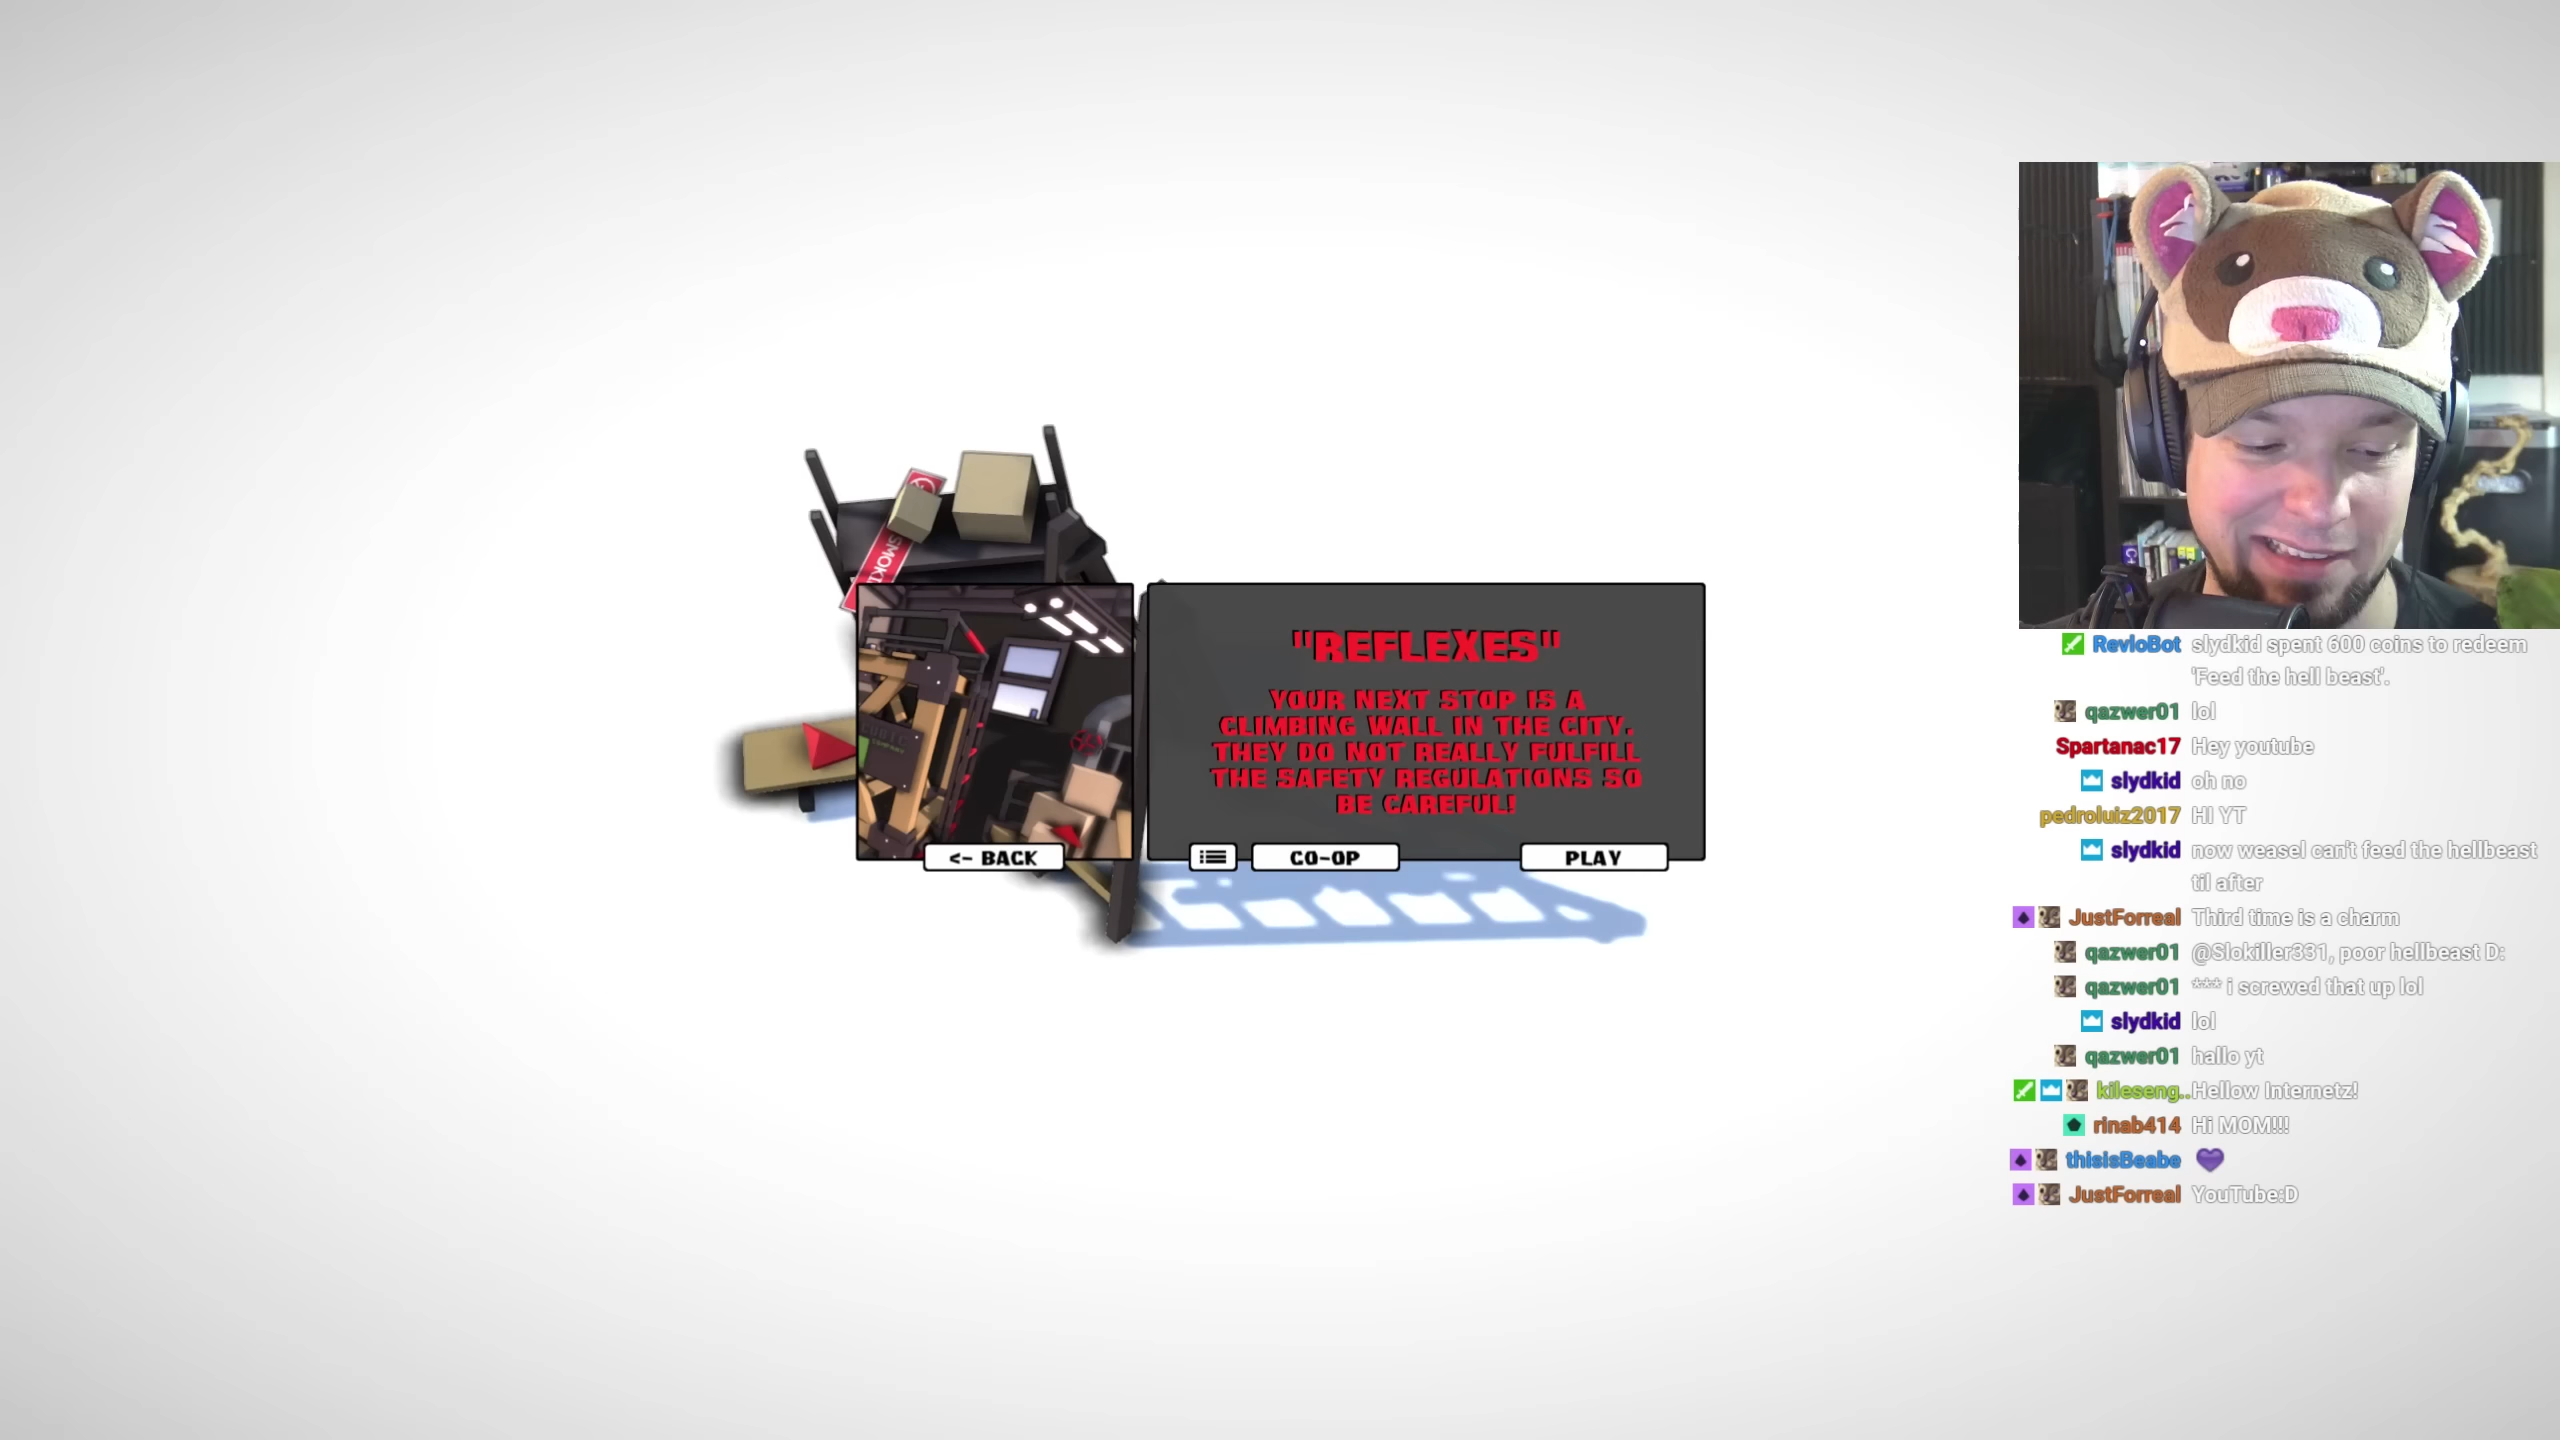 SMOKI
"REFLEXES"
YOUR NEXT STOP IS A
CLIMBING WALL IN THE CITY.
THEY DO NOT REALLY FULFILL
THE SAFETY REGULATIONS SO
BE CAREFUL!
<- BACK
CO-OP
PLAY
RevloBot slydkid spent 600 coins to redeem
'Feed the hell beast'.
qazwer01 lol
Spartanac17 Hey youtube
slydkid oh no
pedroluiz2017 HI YT
slydkid now weasel can't feed the hellbeast
til after
JustForreal Third time is a charm
qazwer01 @Slokiller331, poor hellbeast D:
qazwer01 *** i screwed that up lol
slydkid lol
qazwer01 hallo yt
kileseng.. Hellow Internetz!
rinab414 Hi MOM!!!
thisisBeabe 💜
JustForreal YouTube:D